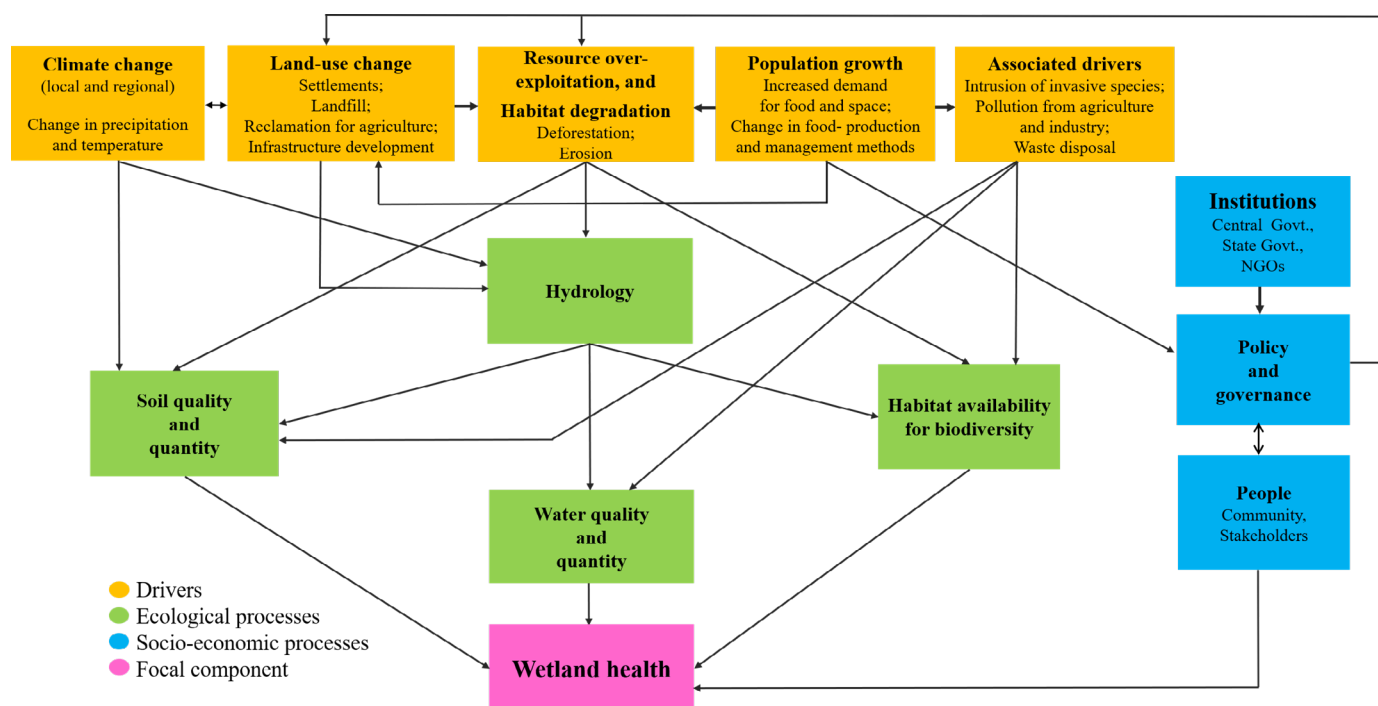 Climate change
(local and regional)
Change in precipitation
and temperature
Land-use change
Settlements;
Landfill;
Reclamation for agriculture;
Infrastructure development
Resource over-
exploitation, and
Habitat degradation
Deforestation;
Erosion
Population growth
Increased demand
for food and space;
Change in food- production
and management methods
Associated drivers
Intrusion of invasive species;
Pollution from agriculture
and industry;
Waste disposal
Institutions
Central Govt.,
State Govt.,
NGOs
Hydrology
Policy
and
governance
Soil quality
and
quantity
Habitat availability
for biodiversity
Water quality
and
quantity
People
Community,
Stakeholders
Drivers
Ecological processes
Socio-economic processes
Focal component
Wetland health